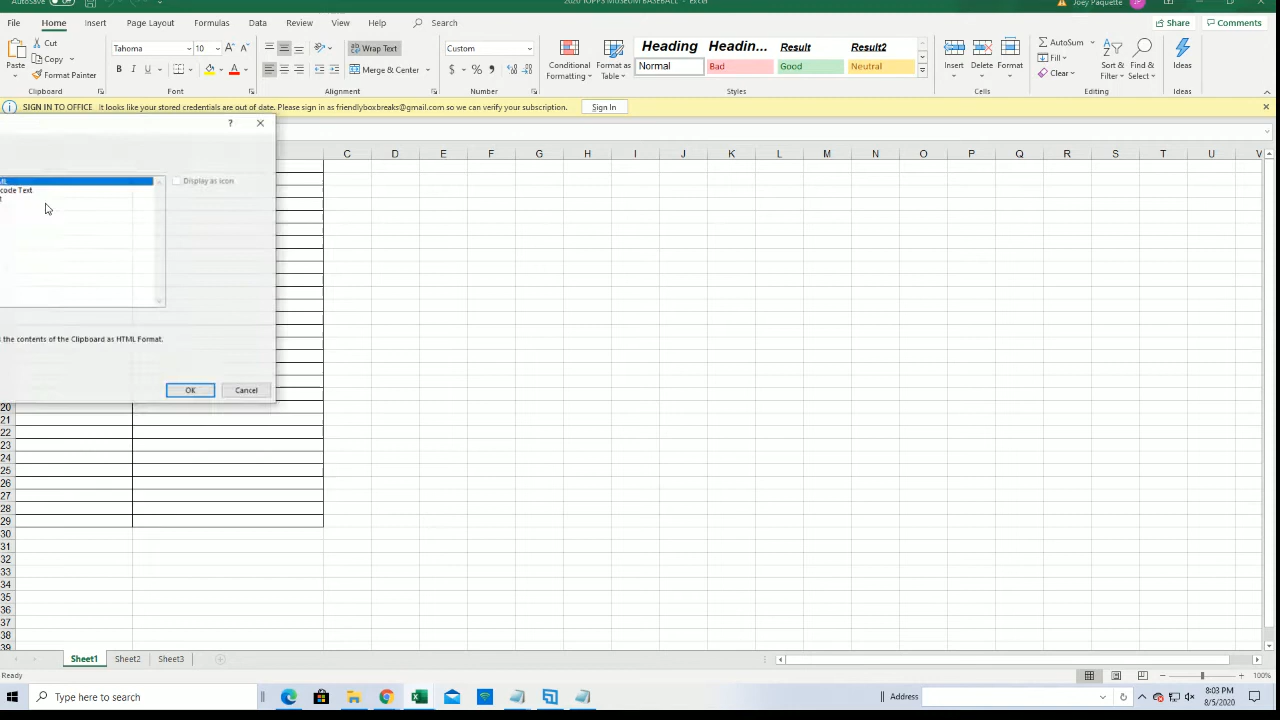 AutoSave Off 2020 TOPPS MUSEUM BASEBALL - Excel Joey Paquette JP
File Home Insert Page Layout Formulas Data Review View Help Search Share Comments
Paste Cut Copy Format Painter Clipboard
Tahoma 10 B I U Font
Wrap Text Merge & Center Alignment
Custom $ % Number
Conditional Formatting Format as Table
Heading Headin... Result Result2
Normal Bad Good Neutral
Styles
Insert Delete Format Cells
AutoSum Fill Clear Sort & Filter Find & Select Editing
Ideas Ideas
SIGN IN TO OFFICE It looks like your stored credentials are out of date. Please sign in as friendlyboxbreaks@gmail.com so we can verify your subscription. Sign In
?
C D E F G H I J K L M N O P Q R S T U V
Display as icon
code Text
s the contents of the Clipboard as HTML Format.
OK Cancel
20
21
22
23
24
25
26
27
28
29
30
31
32
33
34
35
36
37
38
39
Sheet1 Sheet2 Sheet3
Ready 100%
Type here to search Address 8:03 PM
8/5/2020